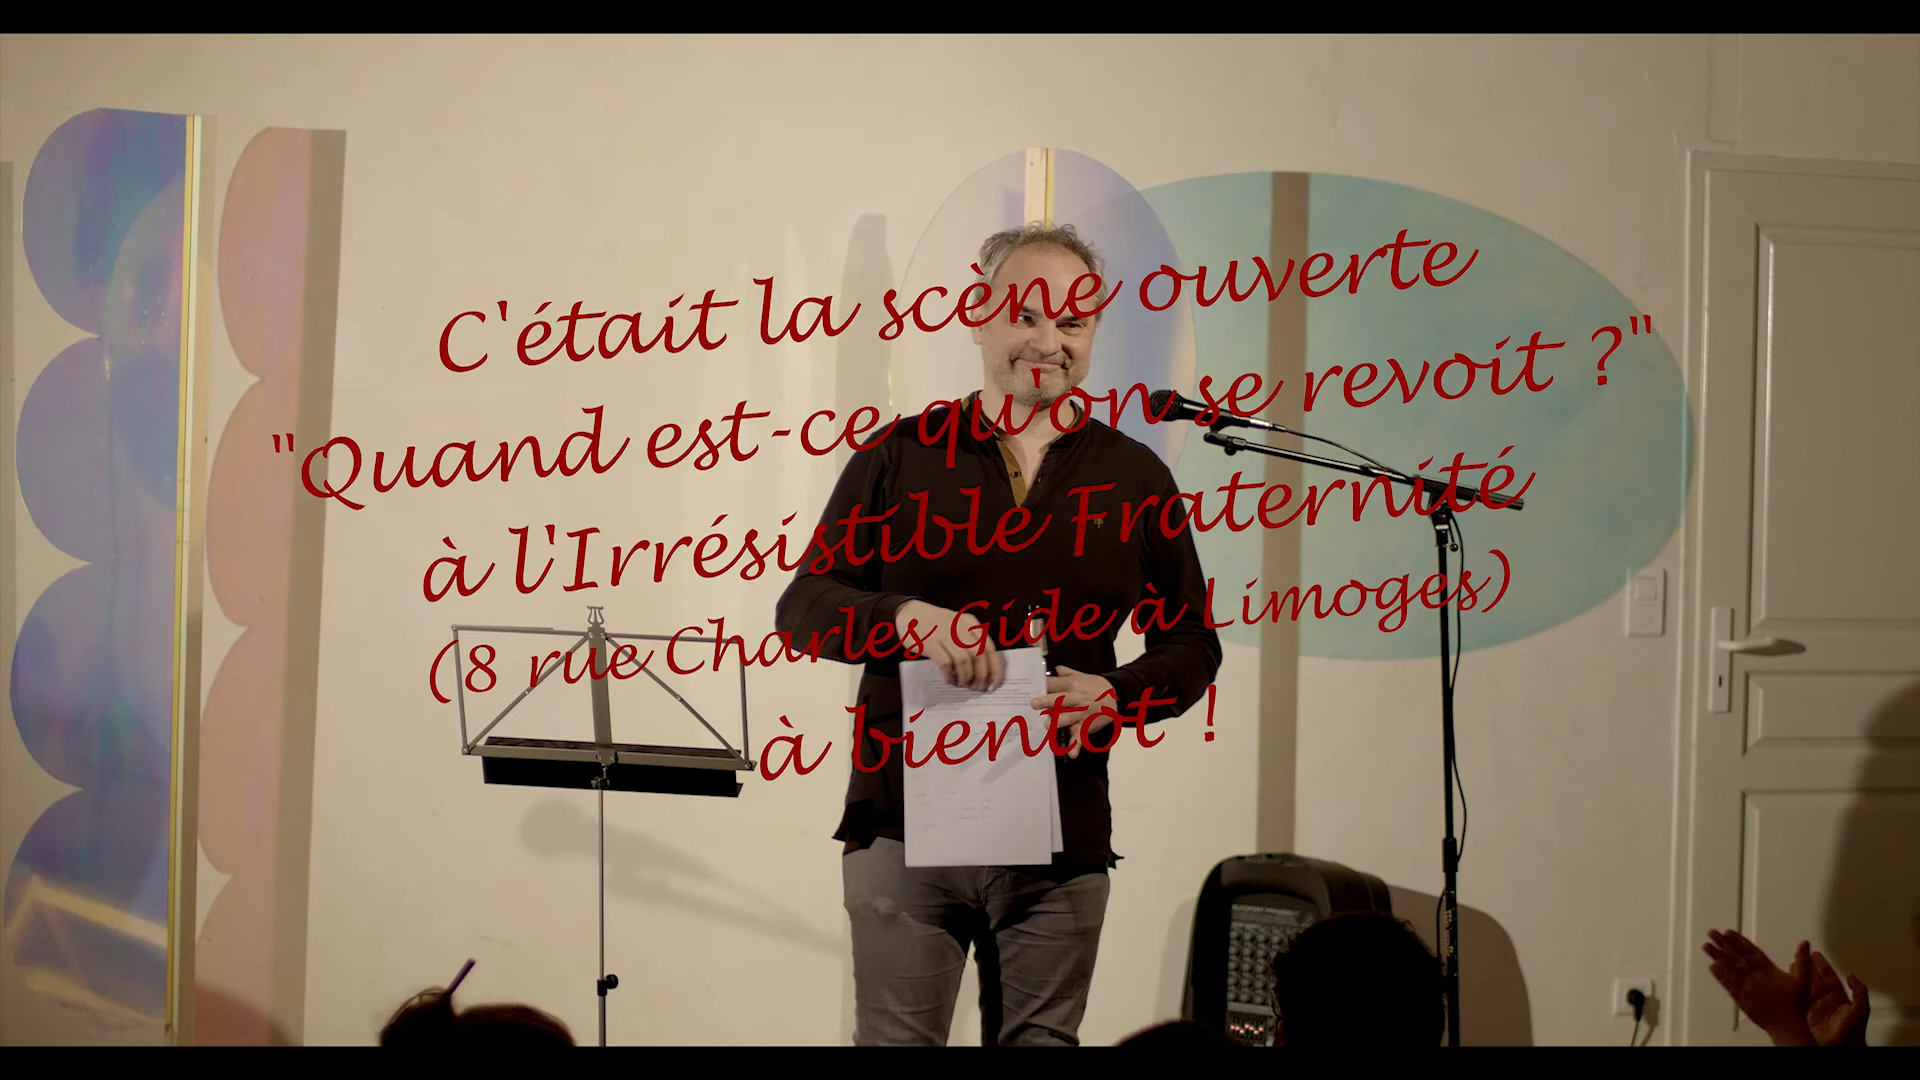 C'était la scène ouverte
"Quand est-ce qu'on se revoit ?"
à l'Irrésistible Fraternité
(8 rue Charles Gide à Limoges)
à bientôt !